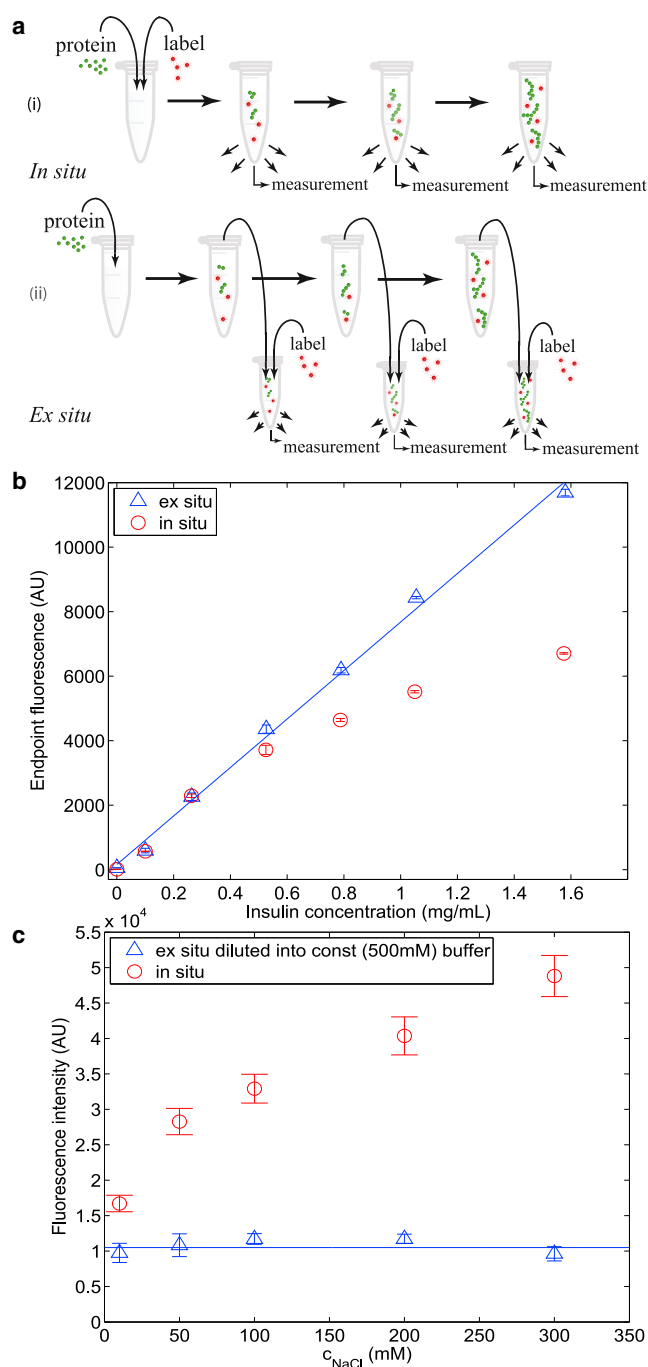 a
protein
label
(i)
In situ
measurement
measurement
measurement
protein
(ii)
label
label
label
Ex situ
measurement
measurement
measurement
b
12000
10000
8000
6000
4000
2000
0
Endpoint fluorescence (AU)
ex situ
in situ
0 0.2 0.4 0.6 0.8 1 1.2 1.4 1.6
Insulin concentration (mg/mL)
c
x 10^4
5.5
5
4.5
4
3.5
3
2.5
2
1.5
1
0.5
0
Fluorescence intensity (AU)
ex situ diluted into const (500mM) buffer
in situ
0 50 100 150 200 250 300 350
c_NaCl (mM)